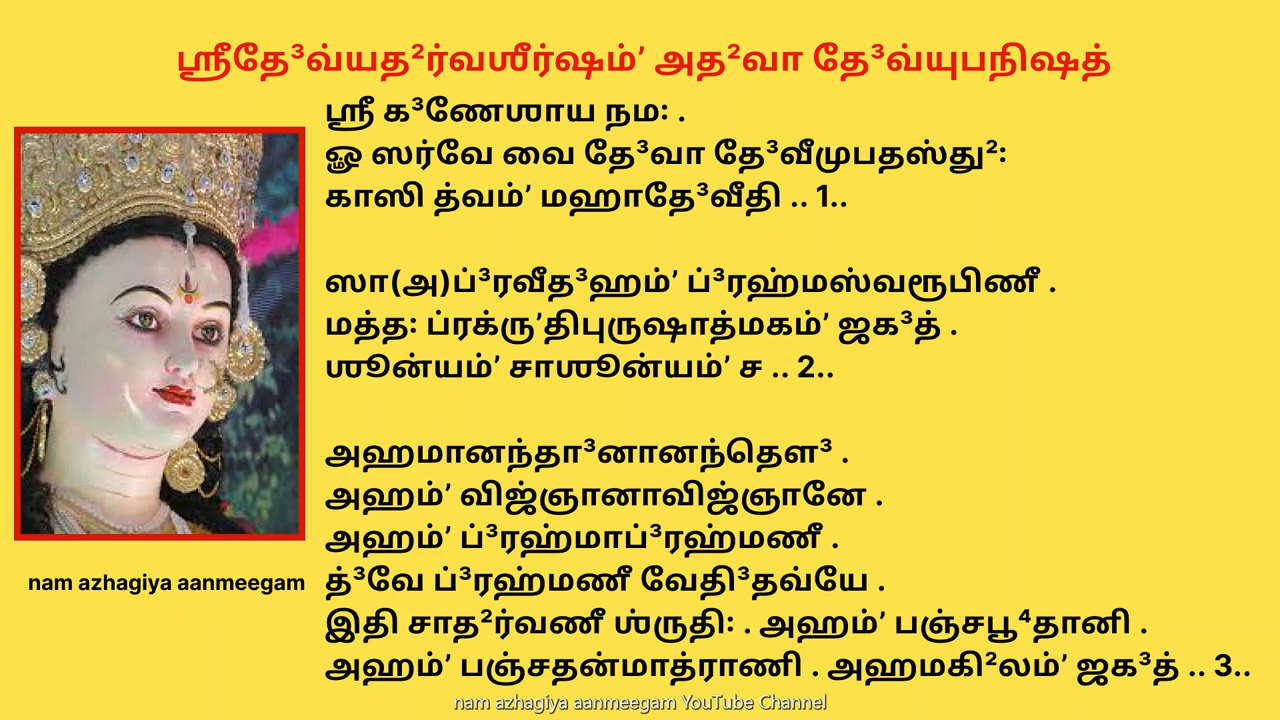 ஸ்ரீதே³வ்யத²ர்வஶீர்ஷம்ʼ அத²வா தே³வ்யுபநிஷத்
ஸ்ரீ க³ணேஶாய நம꞉ .
ௐ ஸர்வே வை தே³வா தே³வீமுபதஸ்து²꞉
காஸி த்வம்ʼ மஹாதே³வீதி .. 1..
ஸா(அ)ப்³ரவீத³ஹம்ʼ ப்³ரஹ்மஸ்வரூபிணீ .
மத்த꞉ ப்ரக்ருʼதிபுருஷாத்மகம்ʼ ஜக³த் .
ஶூன்யம்ʼ சாஶூன்யம்ʼ ச .. 2..
அஹமானந்தா³னானந்தௌ³ .
அஹம்ʼ விஜ்ஞானாவிஜ்ஞானே .
அஹம்ʼ ப்³ரஹ்மாப்³ரஹ்மணீ .
த்³வே ப்³ரஹ்மணீ வேதி³தவ்யே .
இதி சாத²ர்வணீ ஶ்ருதி꞉ . அஹம்ʼ பஞ்சபூ⁴தானி .
அஹம்ʼ பஞ்சதன்மாத்ராணி . அஹமகி²லம்ʼ ஜக³த் .. 3..
nam azhagiya aanmeegam
nam azhagiya aanmeegam YouTube Channel